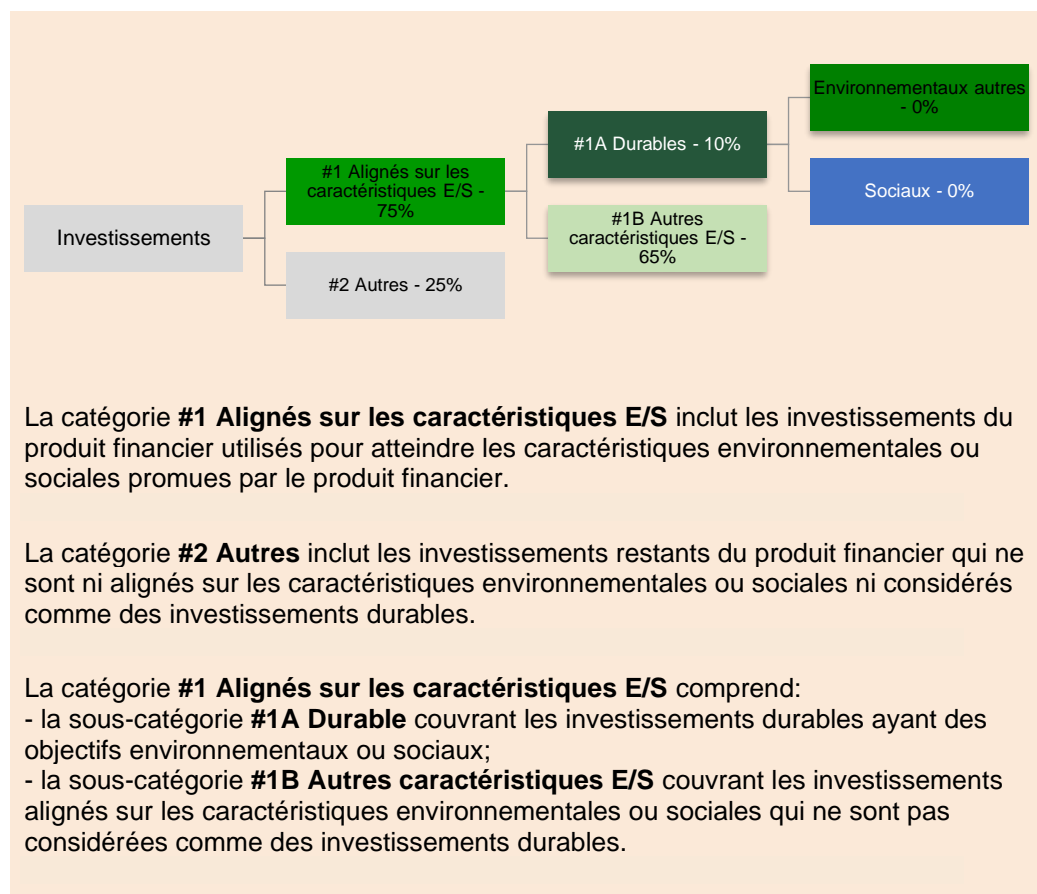 Environnementaux autres
- 0%
#1A Durables - 10%
#1 Alignés sur les
caractéristiques E/S -
75%
Sociaux - 0%
#1B Autres
caractéristiques E/S -
65%
Investissements
#2 Autres - 25%
La catégorie #1 Alignés sur les caractéristiques E/S inclut les investissements du
produit financier utilisés pour atteindre les caractéristiques environnementales ou
sociales promues par le produit financier.
La catégorie #2 Autres inclut les investissements restants du produit financier qui ne
sont ni alignés sur les caractéristiques environnementales ou sociales ni considérés
comme des investissements durables.
La catégorie #1 Alignés sur les caractéristiques E/S comprend:
- la sous-catégorie #1A Durable couvrant les investissements durables ayant des
objectifs environnementaux ou sociaux;
- la sous-catégorie #1B Autres caractéristiques E/S couvrant les investissements
alignés sur les caractéristiques environnementales ou sociales qui ne sont pas
considérées comme des investissements durables.